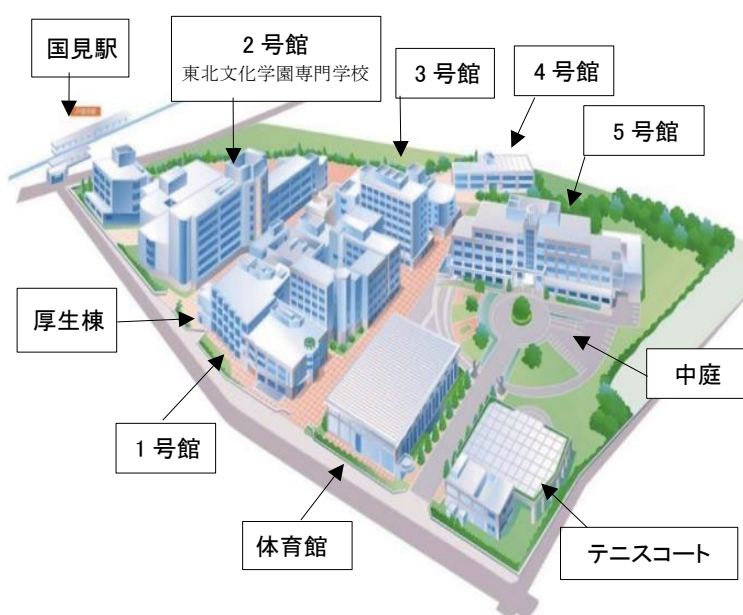 国見駅
2号館
東北文化学園専門学校
3号館
4号館
5号館
厚生棟
中庭
1号館
体育館
テニスコート